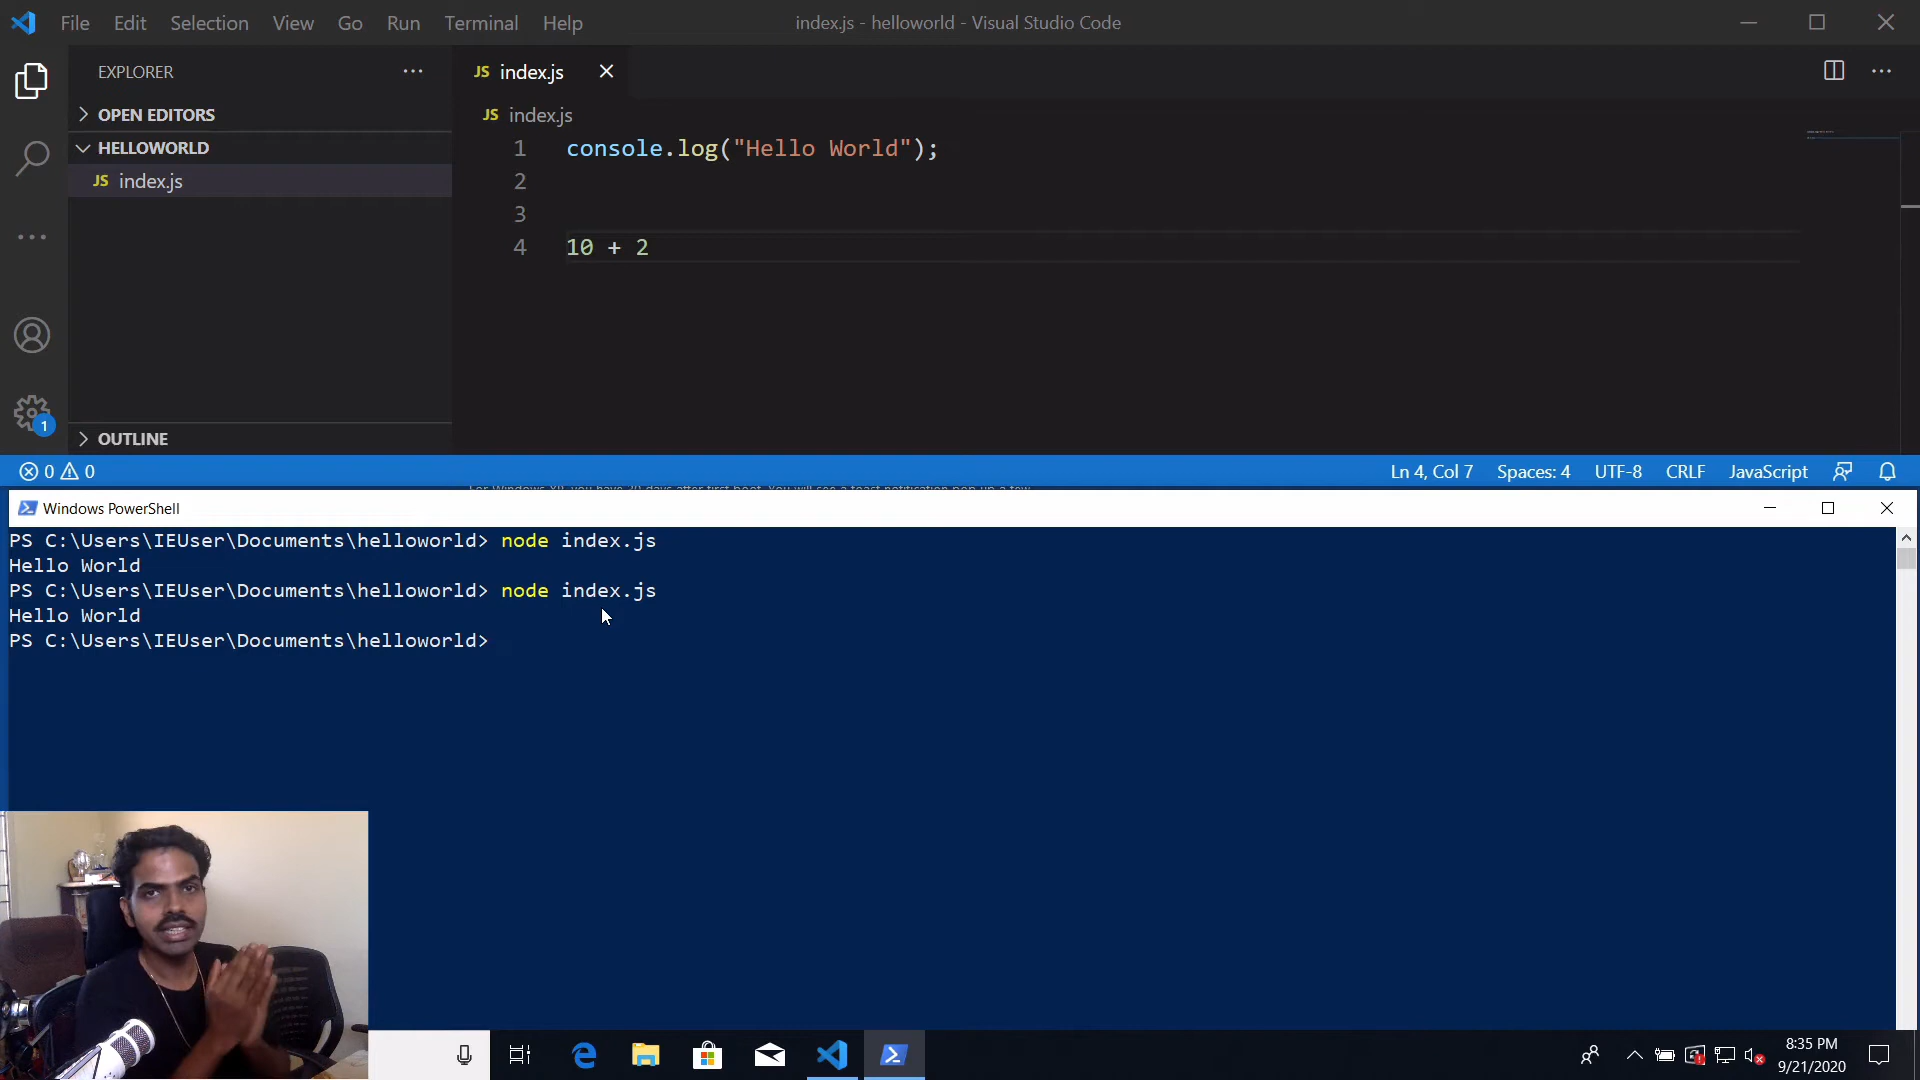 File Edit Selection View Go Run Terminal Help
index.js - helloworld - Visual Studio Code
EXPLORER
OPEN EDITORS
HELLOWORLD
JS index.js
OUTLINE
JS index.js
JS index.js
1 console.log("Hello World");
2
3
4 10 + 2
1
0 0
Ln 4, Col 7 Spaces: 4 UTF-8 CRLF JavaScript
Windows PowerShell
PS C:\Users\IEUser\Documents\helloworld> node index.js
Hello World
PS C:\Users\IEUser\Documents\helloworld> node index.js
Hello World
PS C:\Users\IEUser\Documents\helloworld>
8:35 PM
9/21/2020